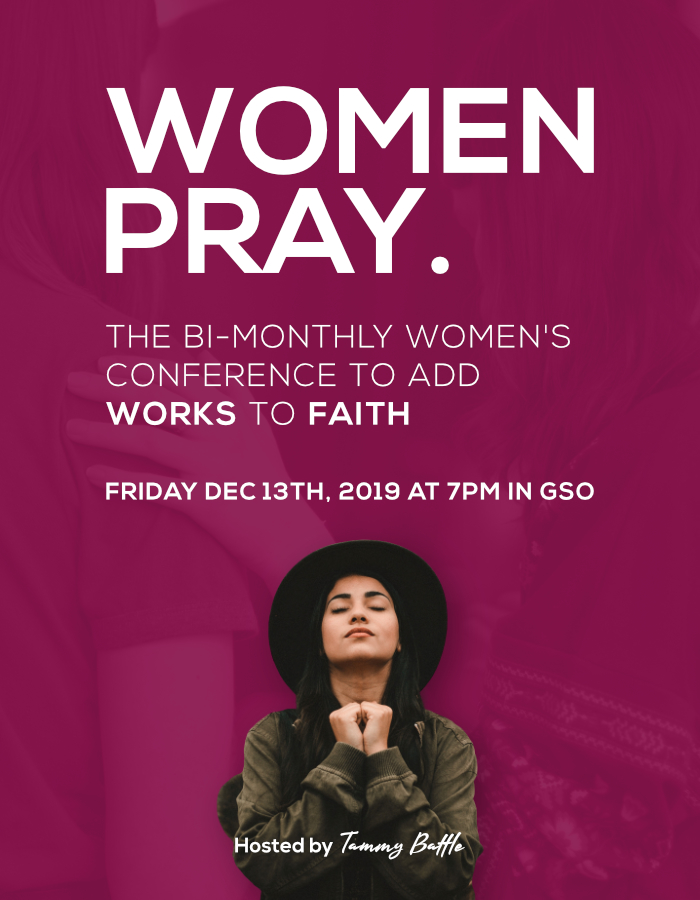 WOMEN
PRAY.
THE BI-MONTHLY WOMEN'S
CONFERENCE TO ADD
WORKS TO FAITH
FRIDAY DEC 13TH, 2019 AT 7PM IN GSO
Hosted by Tammy Battle